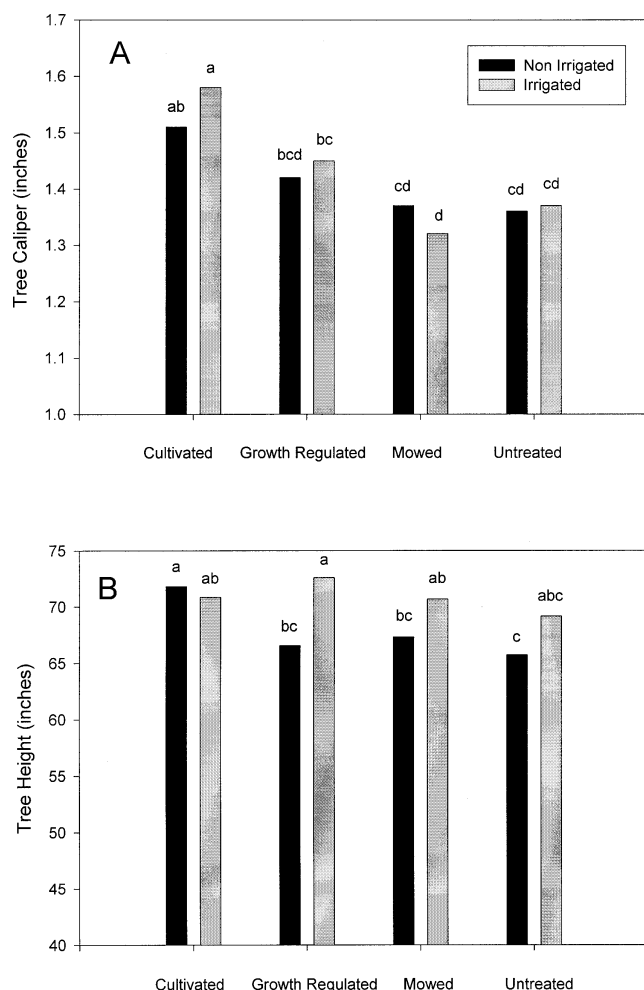 1.7
A
Non Irrigated
Irrigated
1.6
a
ab
1.5
bcd
bc
1.4
cd
d
cd
cd
1.3
1.2
1.1
1.0
Tree Caliper (inches)
Cultivated
Growth Regulated
Mowed
Untreated
75
B
a
ab
bc
a
bc
ab
c
abc
70
65
60
55
50
45
40
Tree Height (inches)
Cultivated
Growth Regulated
Mowed
Untreated